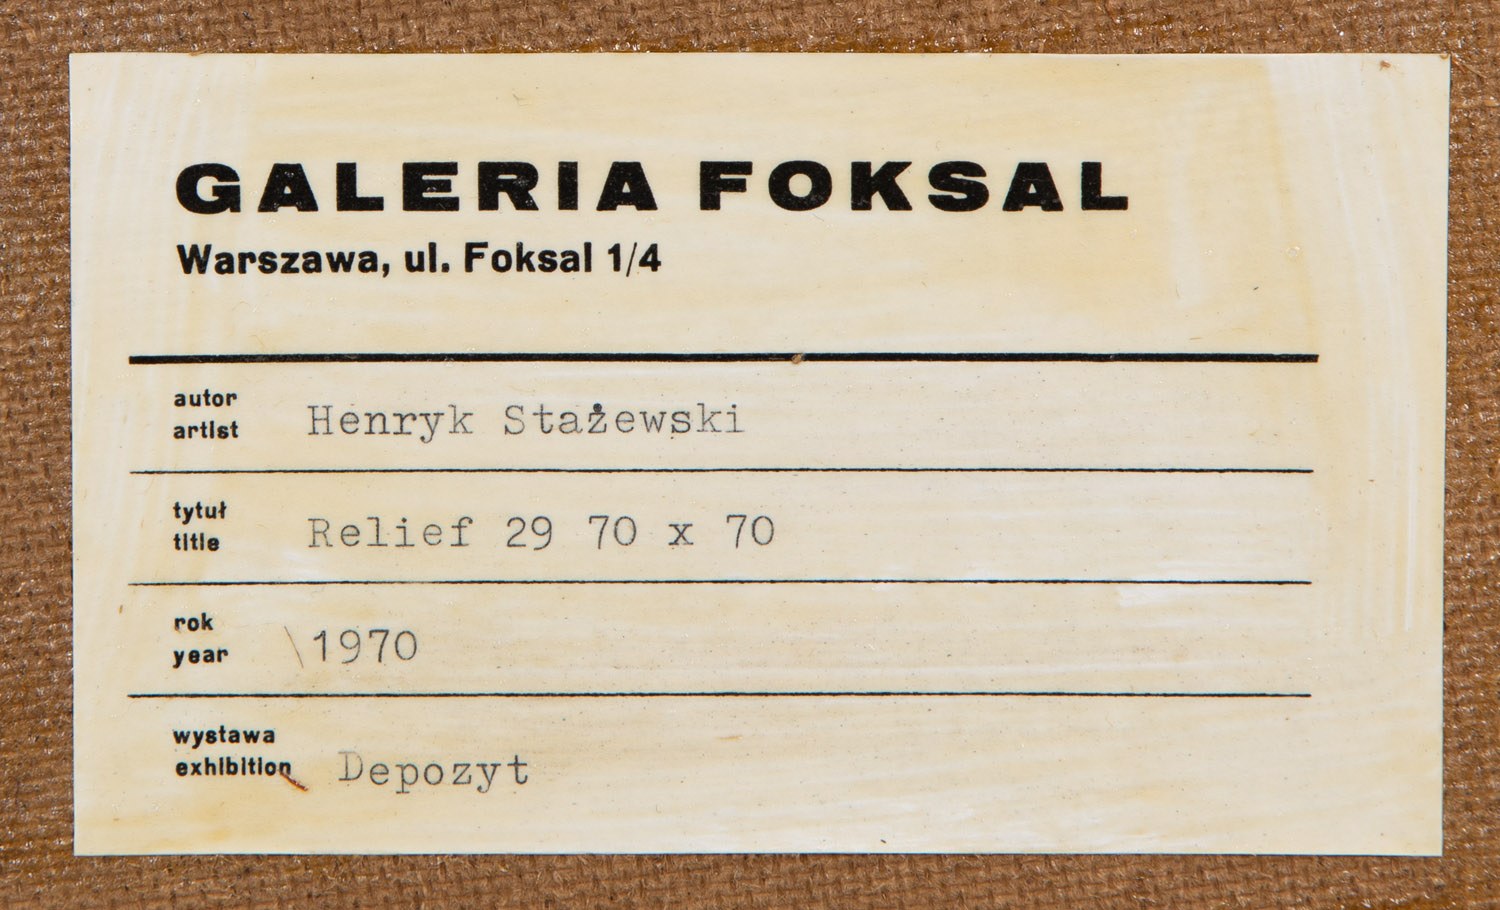 GALERIA FOKSAL
Warszawa, ul. Foksal 1/4
autor
artist
Henryk Stażewski
tytuł
title
Relief 29 70 x 70
rok
year
1970
wystawa
exhibition
Depozyt